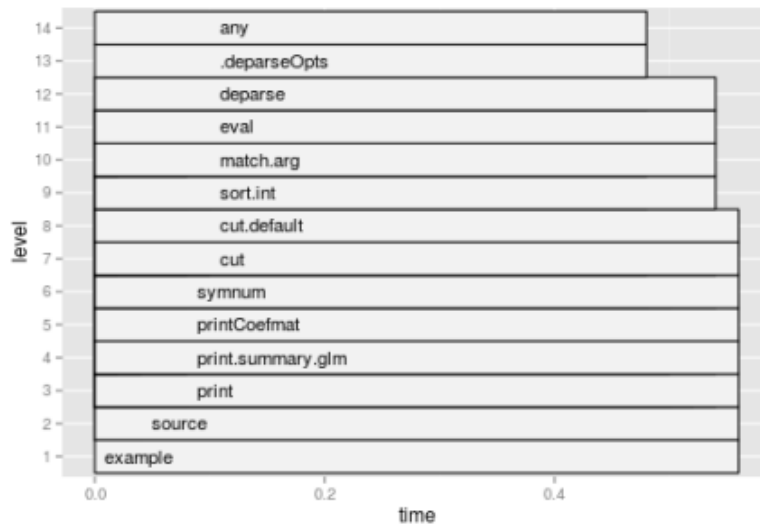 14 any
13 .deparseOpts
12 deparse
11 eval
10 match.arg
9 sort.int
8 cut.default
7 cut
6 symnum
5 printCoefmat
4 print.summary.glm
3 print
2 source
1 example
level
0.0 0.2 0.4
time